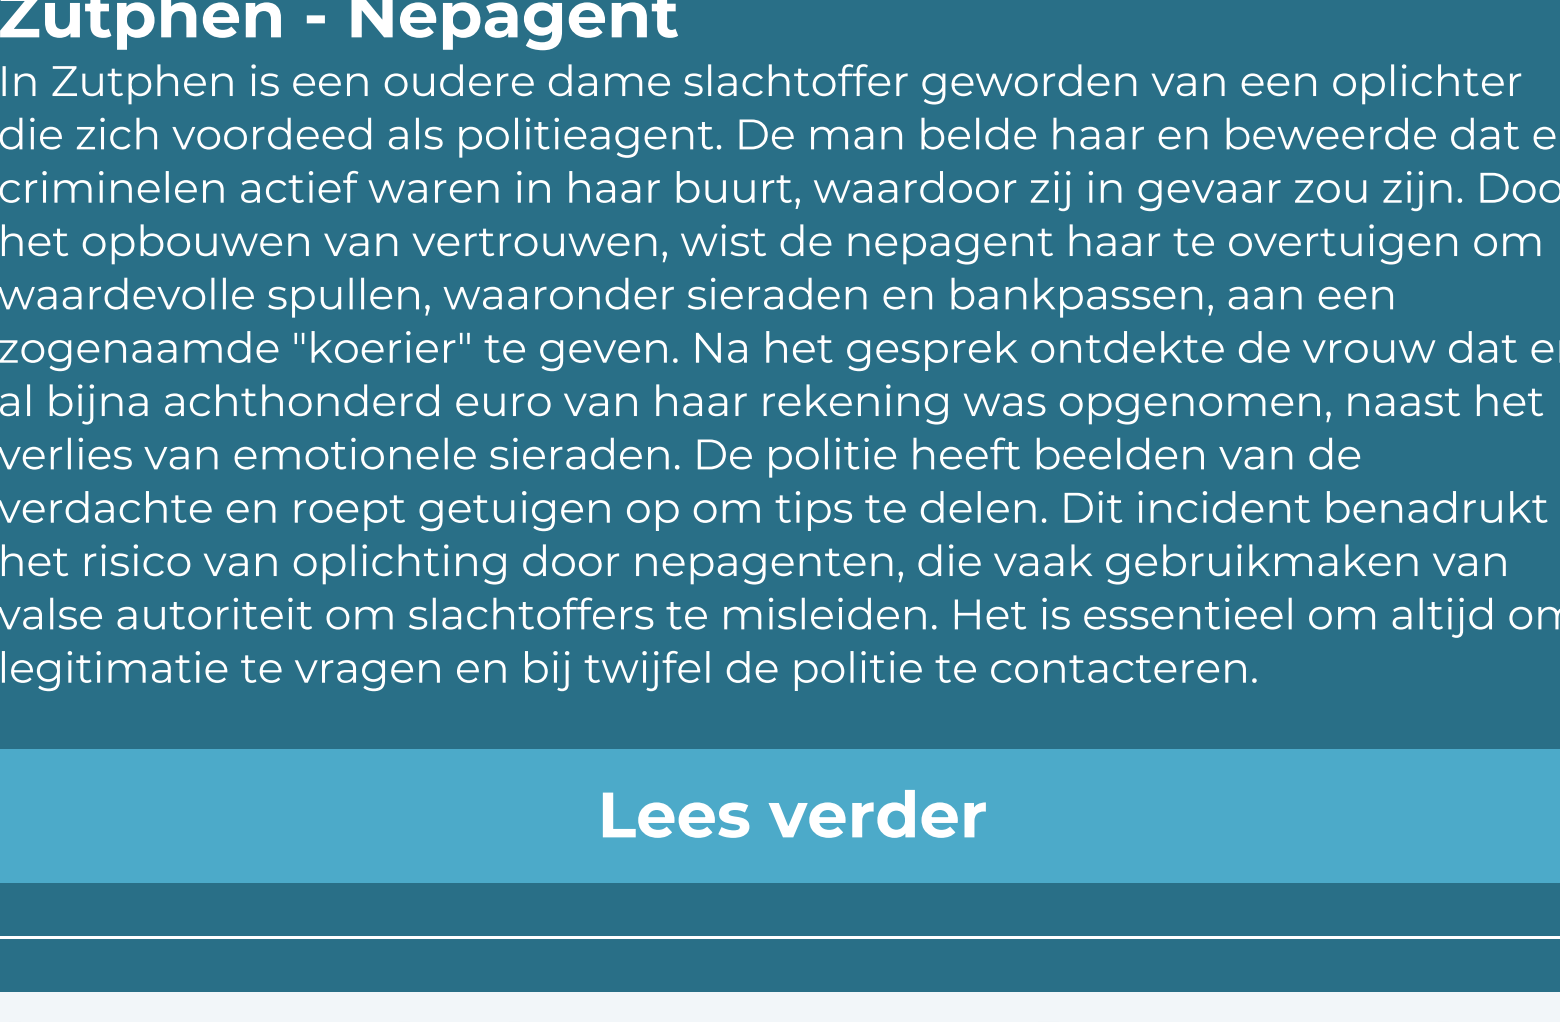 Zutphen - Nepagent
In Zutphen is een oudere dame slachtoffer geworden van een oplichter
die zich voordeed als politieagent. De man belde haar en beweerde dat e
criminelen actief waren in haar buurt, waardoor zij in gevaar zou zijn. Doo
het opbouwen van vertrouwen, wist de nepagent haar te overtuigen om
waardevolle spullen, waaronder sieraden en bankpassen, aan een
zogenaamde "koerier" te geven. Na het gesprek ontdekte de vrouw dat er
al bijna achthonderd euro van haar rekening was opgenomen, naast het
verlies van emotionele sieraden. De politie heeft beelden van de
verdachte en roept getuigen op om tips te delen. Dit incident benadrukt
het risico van oplichting door nepagenten, die vaak gebruikmaken van
valse autoriteit om slachtoffers te misleiden. Het is essentieel om altijd om
legitimatie te vragen en bij twijfel de politie te contacteren.
Lees verder